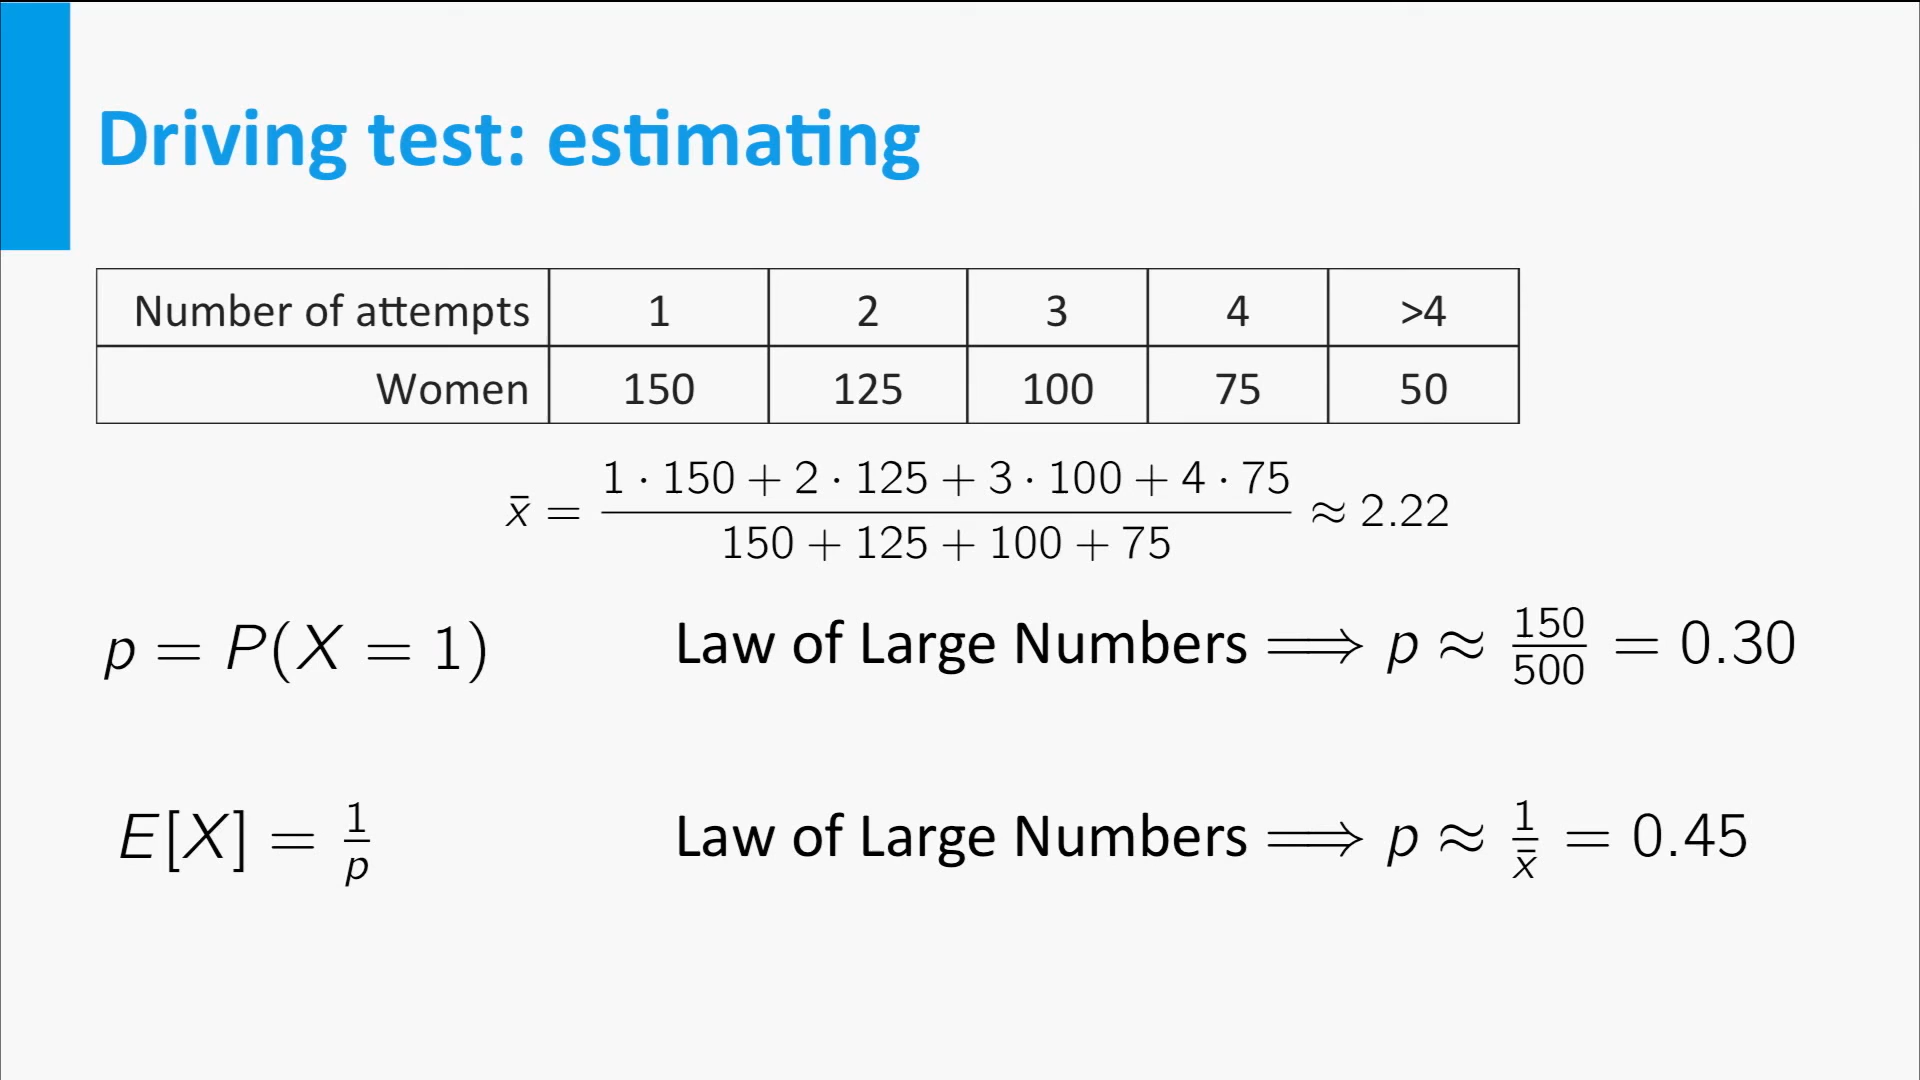 Driving test: estimating
Number of attempts 1 2 3 4 >4
Women 150 125 100 75 50
x̄ = (1 · 150 + 2 · 125 + 3 · 100 + 4 · 75) / (150 + 125 + 100 + 75) ≈ 2.22
p = P(X = 1) Law of Large Numbers ⟹ p ≈ 150/500 = 0.30
E[X] = 1/p Law of Large Numbers ⟹ p ≈ 1/x̄ = 0.45